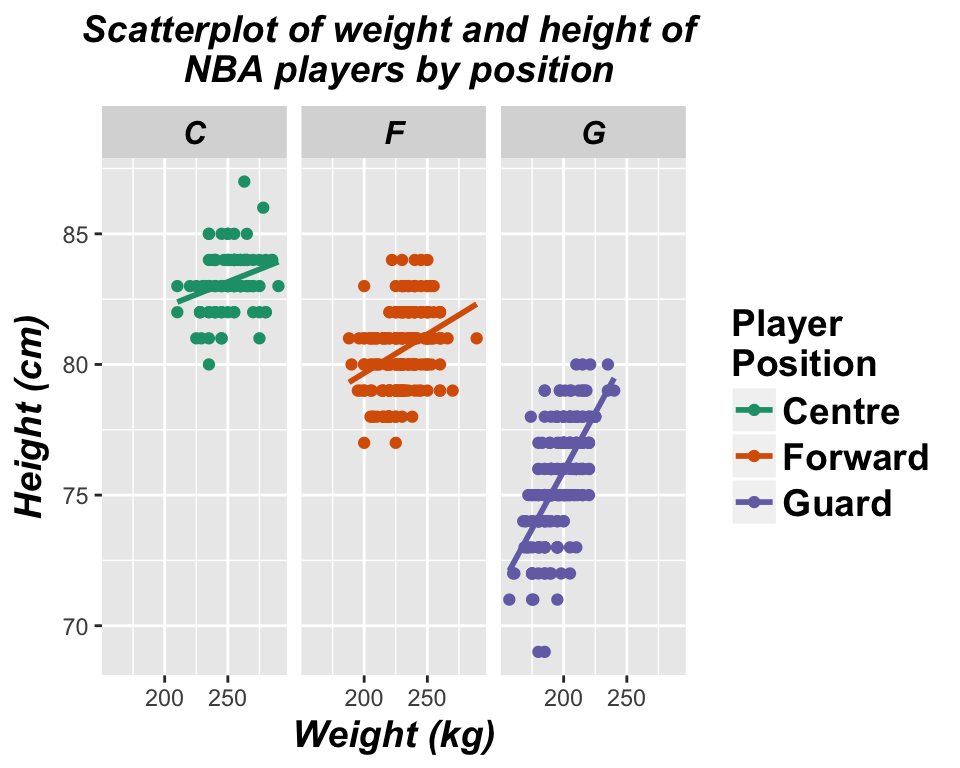 Scatterplot of weight and height of
NBA players by position
C F G
85
80
75
70
Height (cm)
200 250 200 250 200 250
Weight (kg)
Player
Position
Centre
Forward
Guard